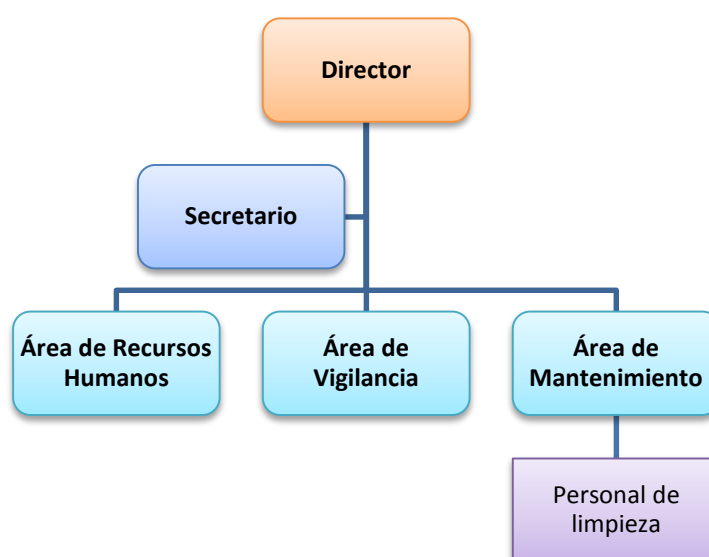 Director
Secretario
Área de Recursos
Humanos
Área de
Vigilancia
Área de
Mantenimiento
Personal de
limpieza